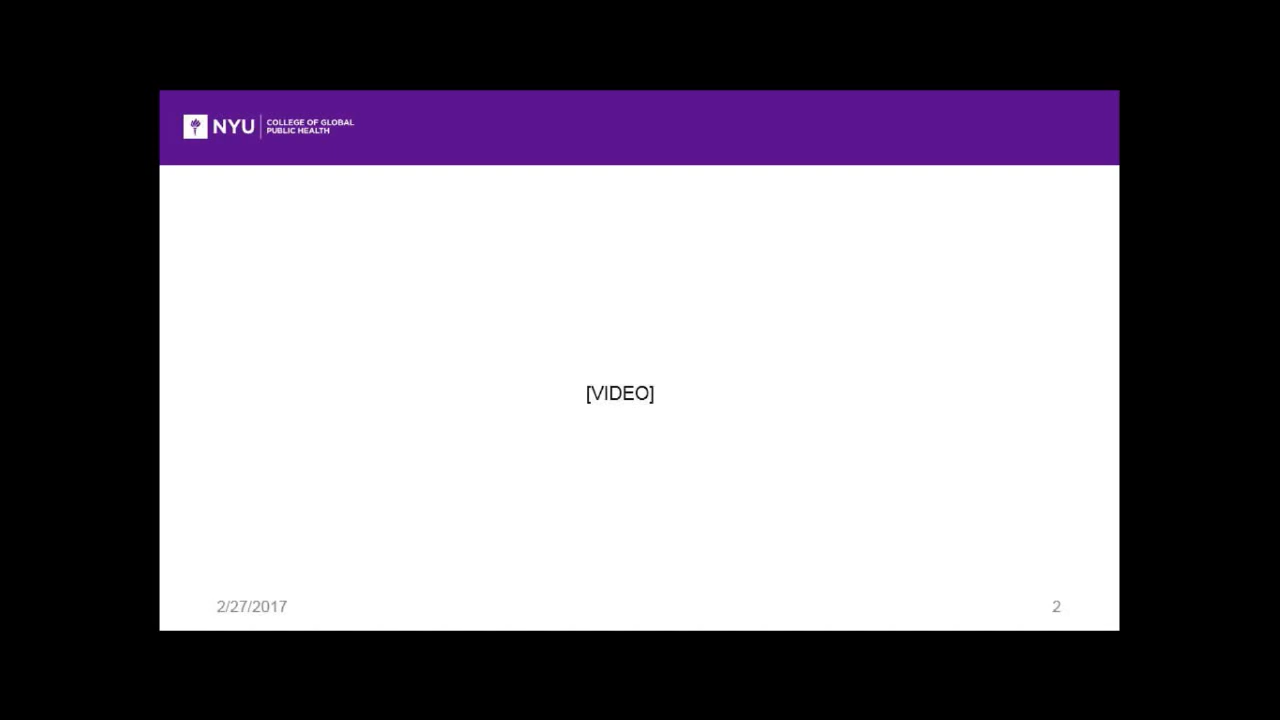 NYU
COLLEGE OF GLOBAL
PUBLIC HEALTH
[VIDEO]
2/27/2017
2